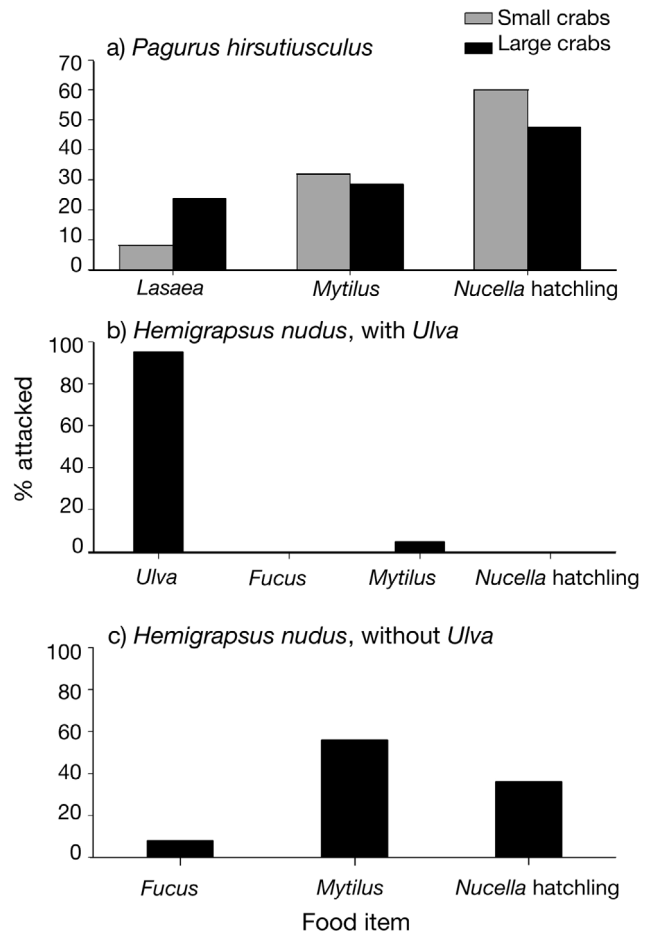 Small crabs
Large crabs
a) Pagurus hirsutiusculus
70
60
50
40
30
20
10
0
Lasaea Mytilus Nucella hatchling
b) Hemigrapsus nudus, with Ulva
100
80
60
40
20
0
% attacked
Ulva Fucus Mytilus Nucella hatchling
c) Hemigrapsus nudus, without Ulva
100
80
60
40
20
0
Fucus Mytilus Nucella hatchling
Food item